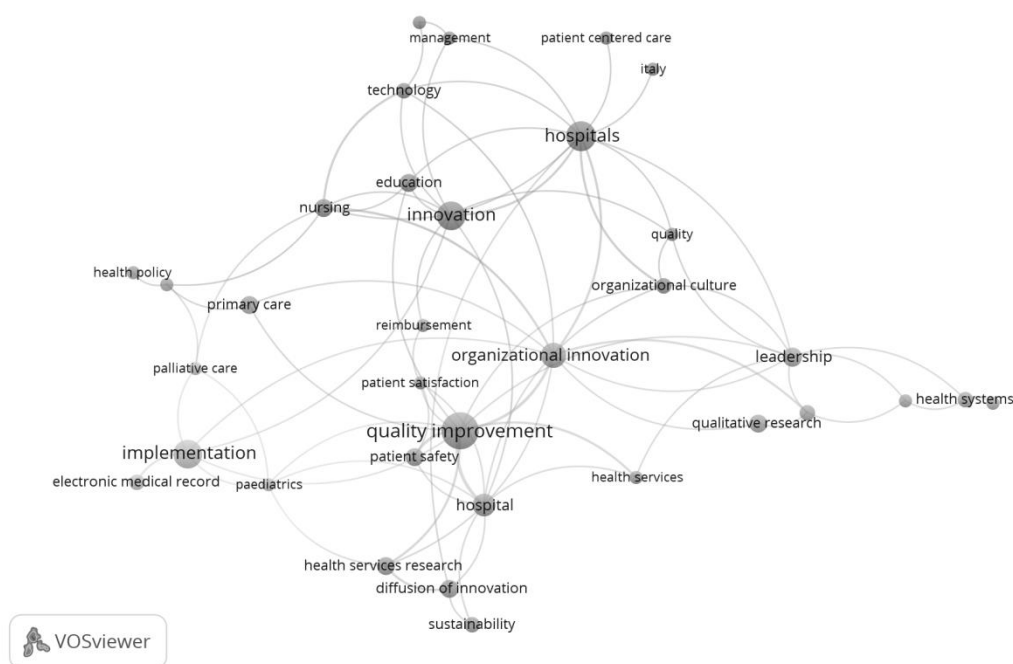 management
patient centered care
italy
technology
hospitals
education
nursing
innovation
quality
health policy
organizational culture
primary care
reimbursement
organizational innovation
leadership
palliative care
patient satisfaction
health systems
qualitative research
quality improvement
implementation
patient safety
electronic medical record
paediatrics
health services
hospital
health services research
diffusion of innovation
sustainability
VOSviewer